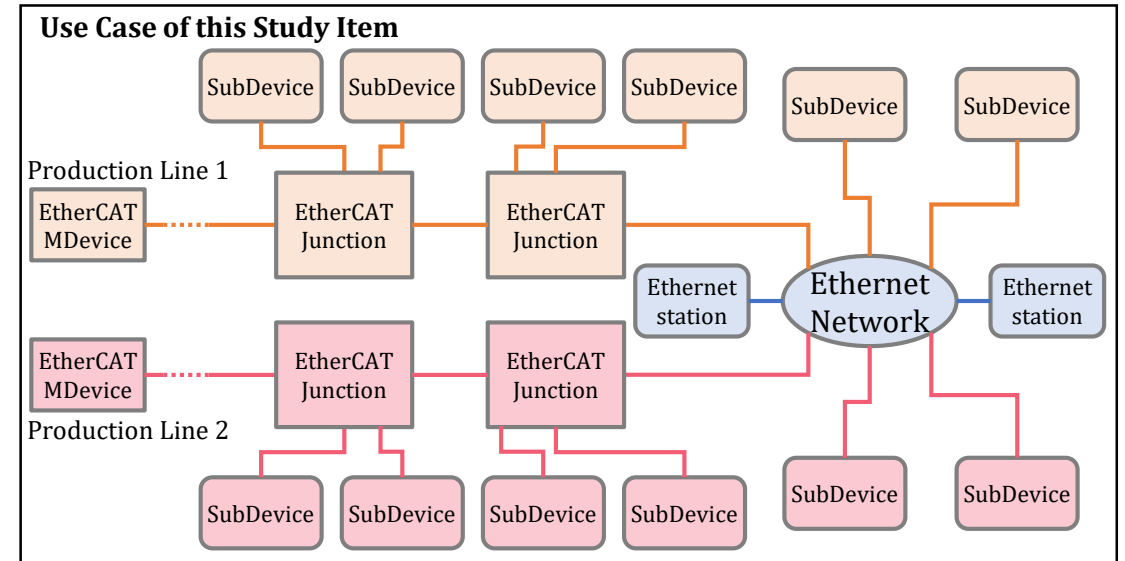 Use Case of this Study Item
SubDevice
SubDevice
SubDevice
SubDevice
SubDevice
SubDevice
Production Line 1
EtherCAT
MDevice
EtherCAT
Junction
EtherCAT
Junction
Ethernet
station
Ethernet
Network
Ethernet
station
EtherCAT
MDevice
EtherCAT
Junction
EtherCAT
Junction
Production Line 2
SubDevice
SubDevice
SubDevice
SubDevice
SubDevice
SubDevice